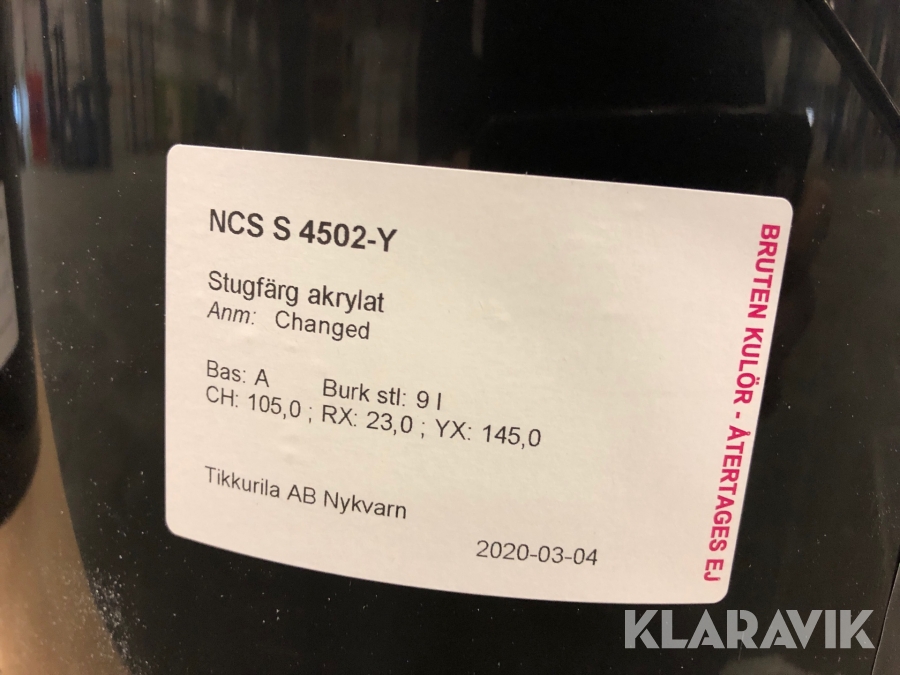 NCS S 4502-Y
Stugfärg akrylat
Anm: Changed
Bas: A Burk stl: 9 l
CH: 105,0 ; RX: 23,0 ; YX: 145,0
Tikkurila AB Nykvarn
2020-03-04
BRUTEN KULÖR - ÅTERTAGES EJ
KLARAVIK